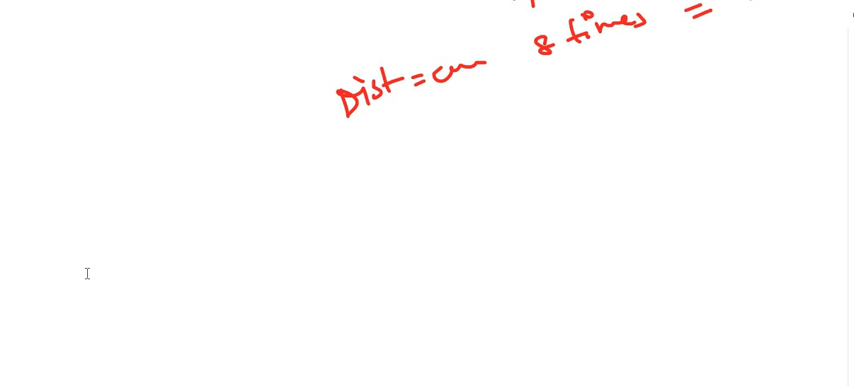 8 times =
Dist = cm